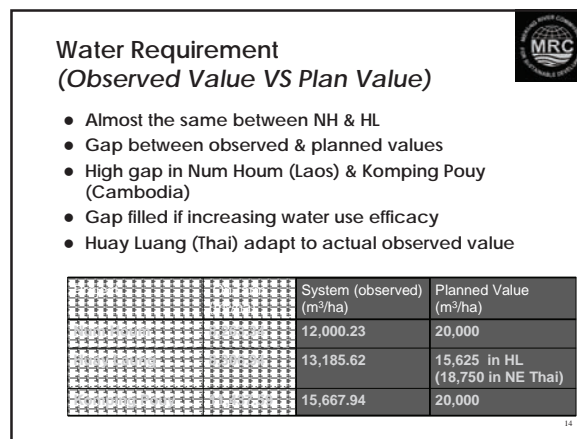 Water Requirement
(Observed Value VS Plan Value)
MRC
● Almost the same between NH & HL
● Gap between observed & planned values
● High gap in Num Houm (Laos) & Komping Pouy
(Cambodia)
● Gap filled if increasing water use efficacy
● Huay Luang (Thai) adapt to actual observed value
System (observed) Planned Value
(m³/ha) (m³/ha)
12,000.23 20,000
13,185.62 15,625 in HL
(18,750 in NE Thai)
15,667.94 20,000
14